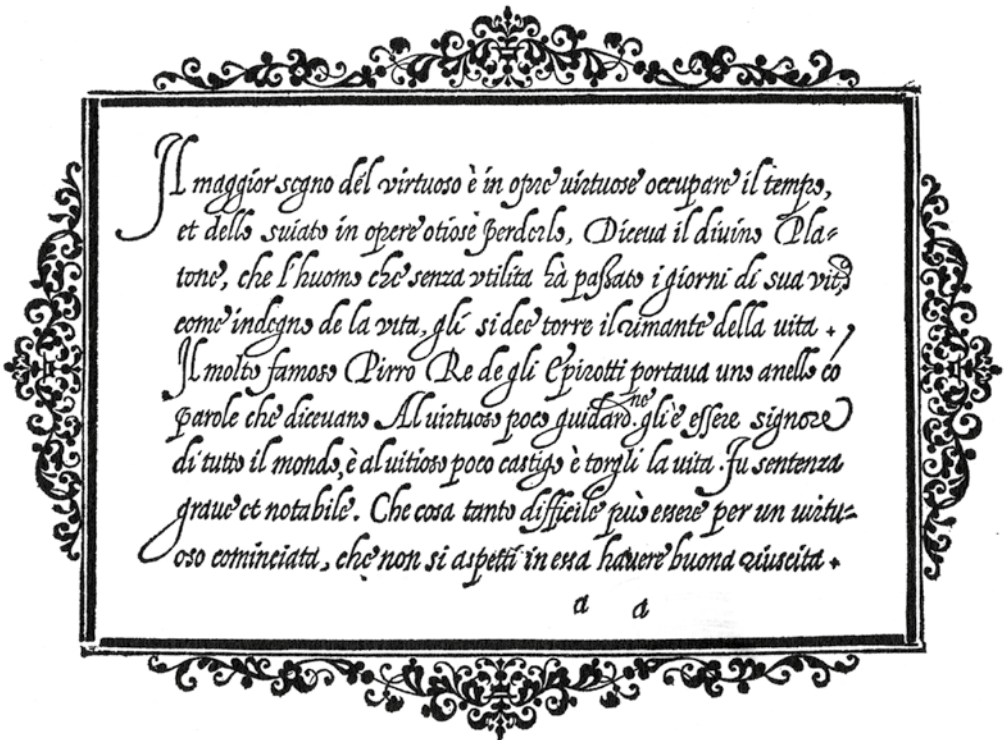 Il maggior segno del virtuoso è in opre uirtuose occupare il tempo,
et dello suiato in opere otiose perderlo, Diceua il diuino Pla=
tone, che l'huomo che senza vtilita hà passato i giorni di sua vita,
come indegno de la vita, gli si dee torre il rimante della uita.
Il molto famoso Pirro Re de gli Epirotti portaua uno anello cō
parole che diceuano Al uirtuoso poco guidardone gli è essere signore
di tutto il mondo, è al uitioso poco castigo è torgli la uita. Fu sentenza
graue et notabile. Che cosa tanto difficile può essere per un uirtu=
oso cominciata, che non si aspetti in essa hauere buona riuscita.
a a